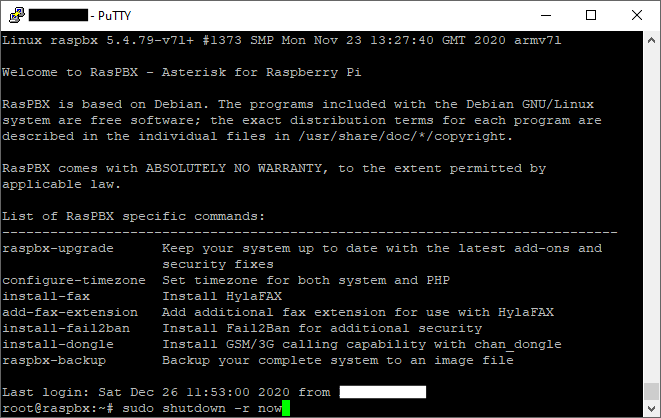 - PuTTY
Linux raspbx 5.4.79-v7l+ #1373 SMP Mon Nov 23 13:27:40 GMT 2020 armv7l
Welcome to RasPBX - Asterisk for Raspberry Pi
RasPBX is based on Debian. The programs included with the Debian GNU/Linux
system are free software; the exact distribution terms for each program are
described in the individual files in /usr/share/doc/*/copyright.
RasPBX comes with ABSOLUTELY NO WARRANTY, to the extent permitted by
applicable law.
List of RasPBX specific commands:
-----------------------------------------------------------------------------
raspbx-upgrade      Keep your system up to date with the latest add-ons and
                    security fixes
configure-timezone  Set timezone for both system and PHP
install-fax         Install HylaFAX
add-fax-extension   Add additional fax extension for use with HylaFAX
install-fail2ban    Install Fail2Ban for additional security
install-dongle      Install GSM/3G calling capability with chan_dongle
raspbx-backup       Backup your complete system to an image file
Last login: Sat Dec 26 11:53:00 2020 from
root@raspbx:~# sudo shutdown -r now